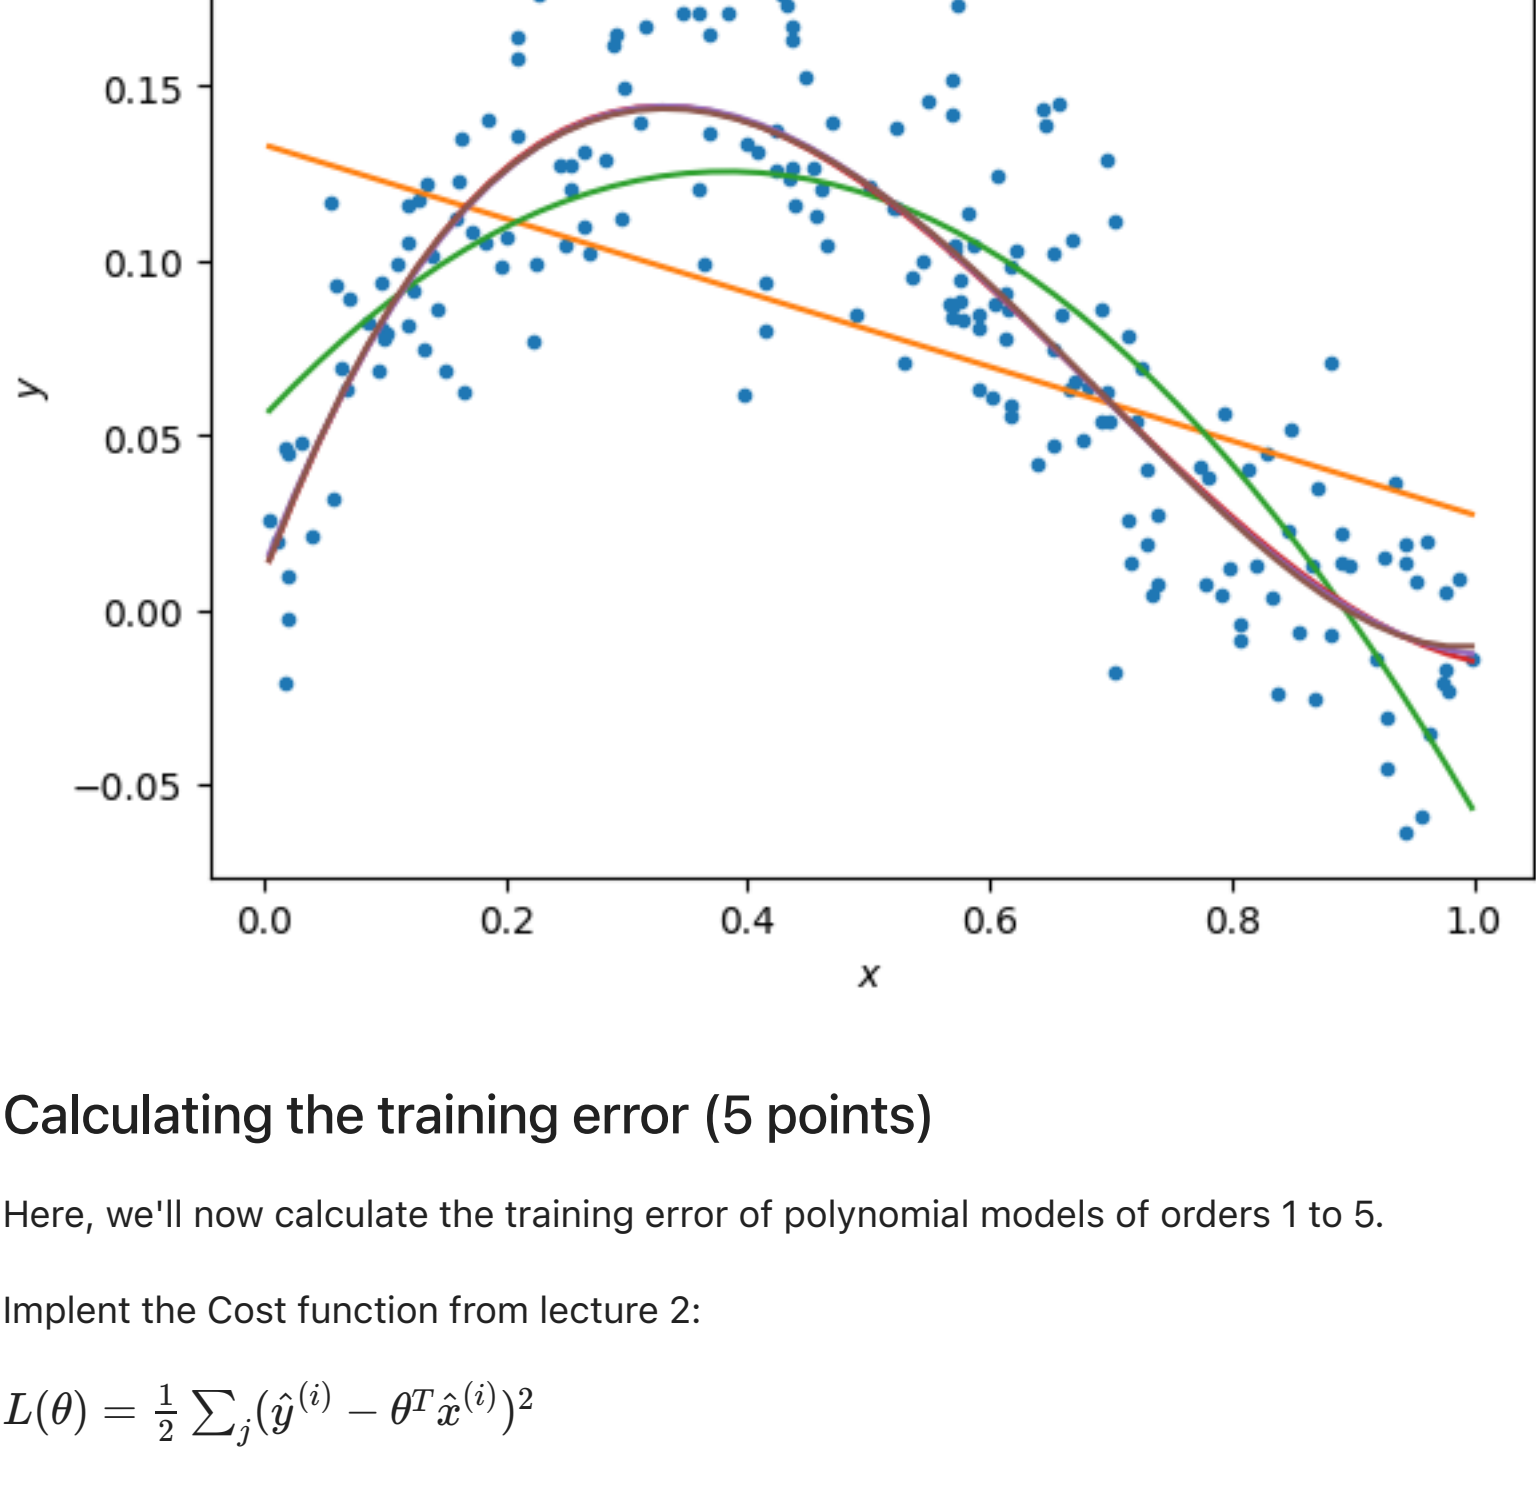 0.15
0.10
y
0.05
0.00
−0.05
0.0 0.2 0.4 0.6 0.8 1.0
x
Calculating the training error (5 points)
Here, we'll now calculate the training error of polynomial models of orders 1 to 5.
Implent the Cost function from lecture 2:
L(θ) = 1/2 ∑_j(ŷ^(i) − θ^T x̂^(i))^2